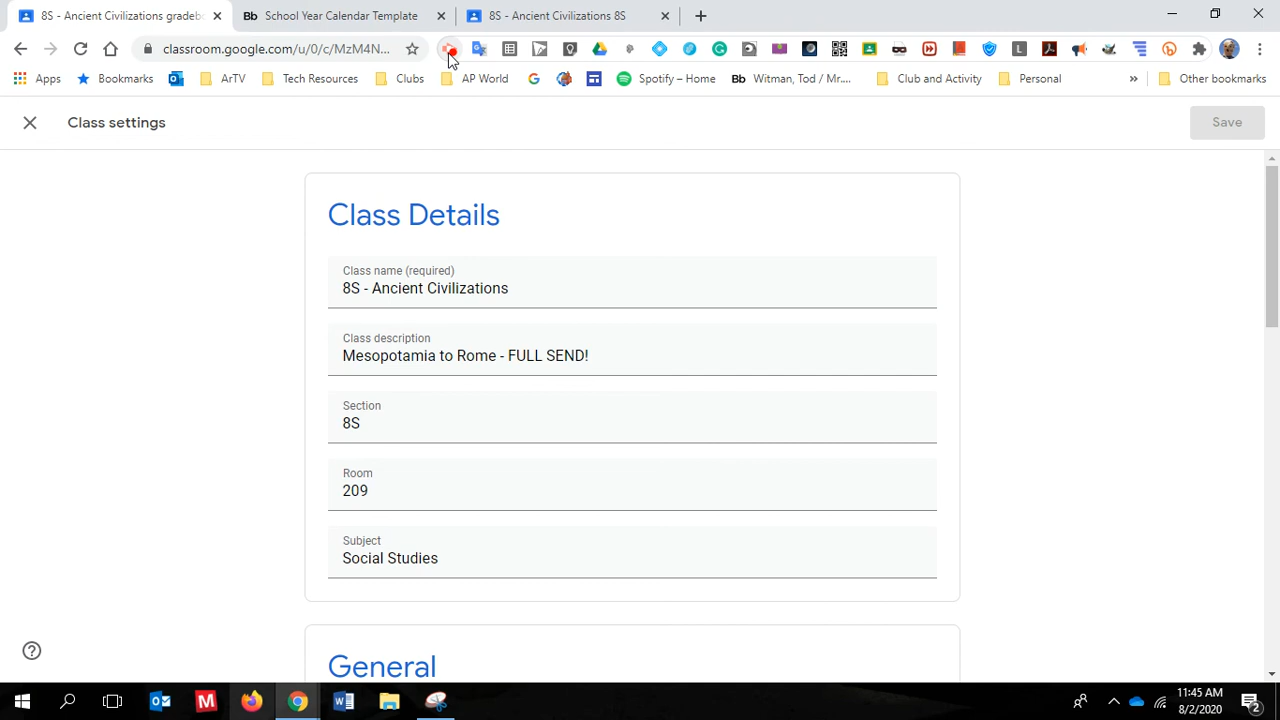 8S - Ancient Civilizations gradeb
Bb School Year Calendar Template
8S - Ancient Civilizations 8S
classroom.google.com/u/0/c/MzM4N...
L
Apps
Bookmarks
ArTV
Tech Resources
Clubs
AP World
Spotify – Home
Bb Witman, Tod / Mr....
Club and Activity
Personal
»
Other bookmarks
Class settings
Save
Class Details
Class name (required)
8S - Ancient Civilizations
Class description
Mesopotamia to Rome - FULL SEND!
Section
8S
Room
209
Subject
Social Studies
General
11:45 AM
8/2/2020
2